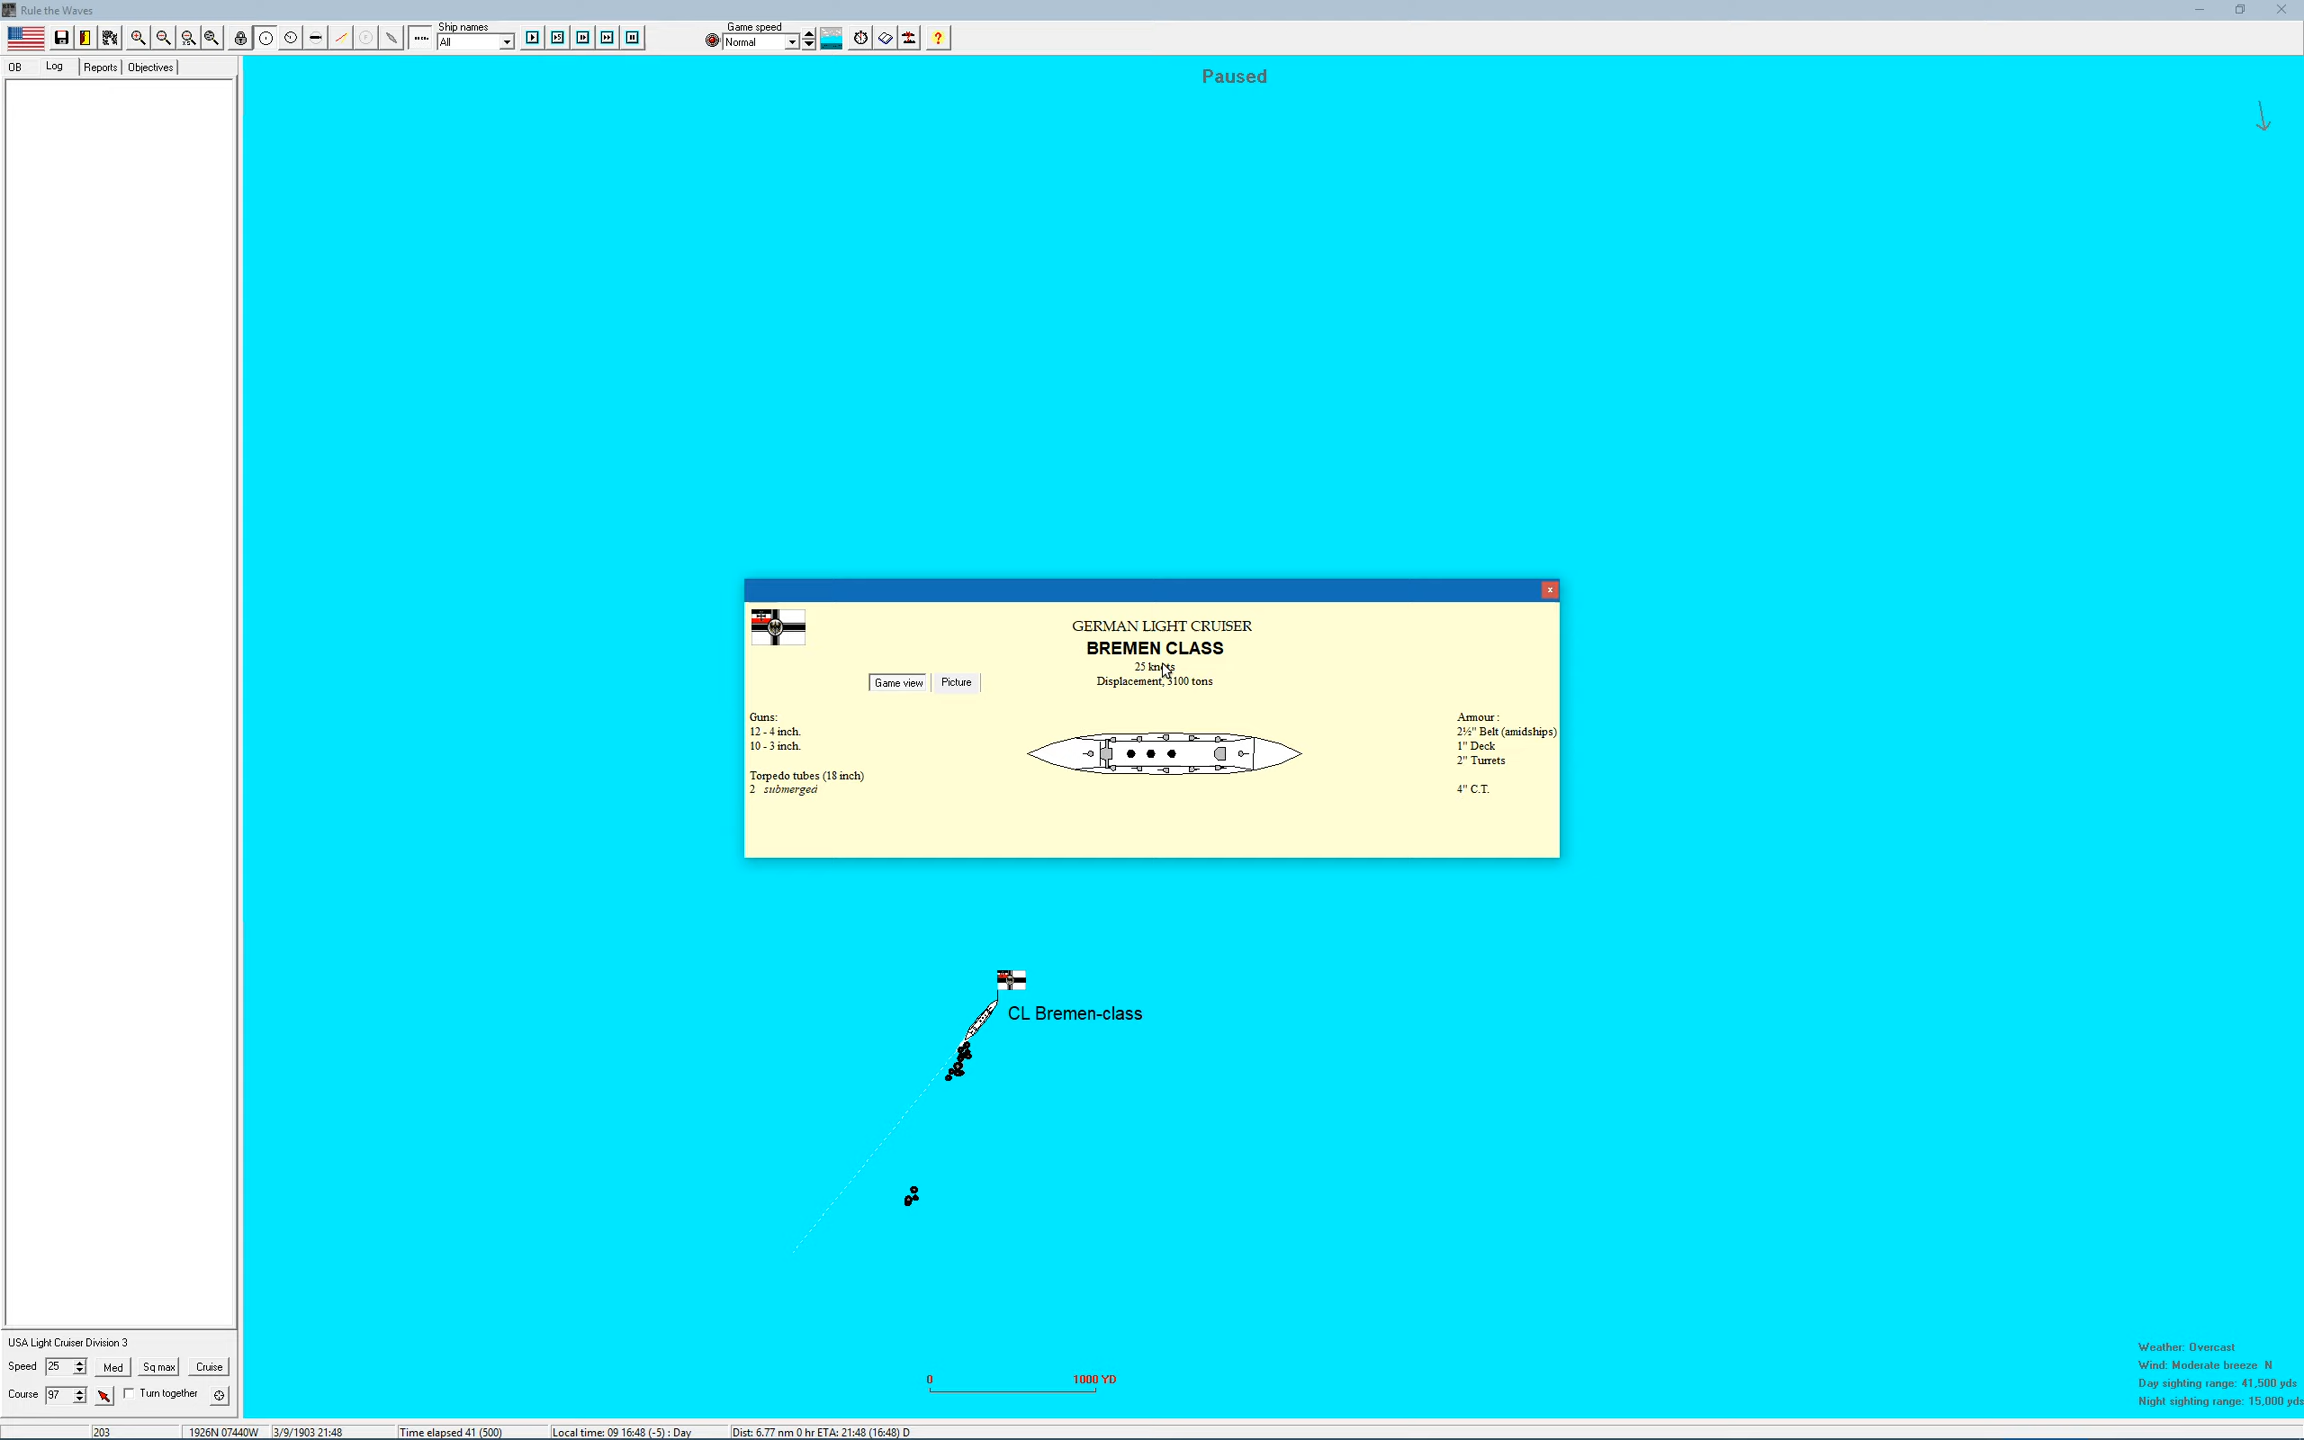 Rule the Waves
Ship names
All
Game speed
Normal
?
OB Log Reports Objectives
Paused
GERMAN LIGHT CRUISER
BREMEN CLASS
25 knots
Displacement, 3100 tons
Game view Picture
Guns:
12 - 4 inch.
10 - 3 inch.
Torpedo tubes (18 inch)
2 submerged
Armour :
2½" Belt (amidships)
1" Deck
2" Turrets
4" C.T.
CL Bremen-class
0 1000 YD
Weather: Overcast
Wind: Moderate breeze N
Day sighting range: 41,500 yds
Night sighting range: 15,000 yds
USA Light Cruiser Division 3
Speed 25 Med Sq max Cruise
Course 97 Turn together
203 1926N 07440W 3/9/1903 21:48 Time elapsed 41 (500) Local time: 09 16:48 (-5) : Day Dist: 6.77 nm 0 hr ETA: 21:48 (16:48) D